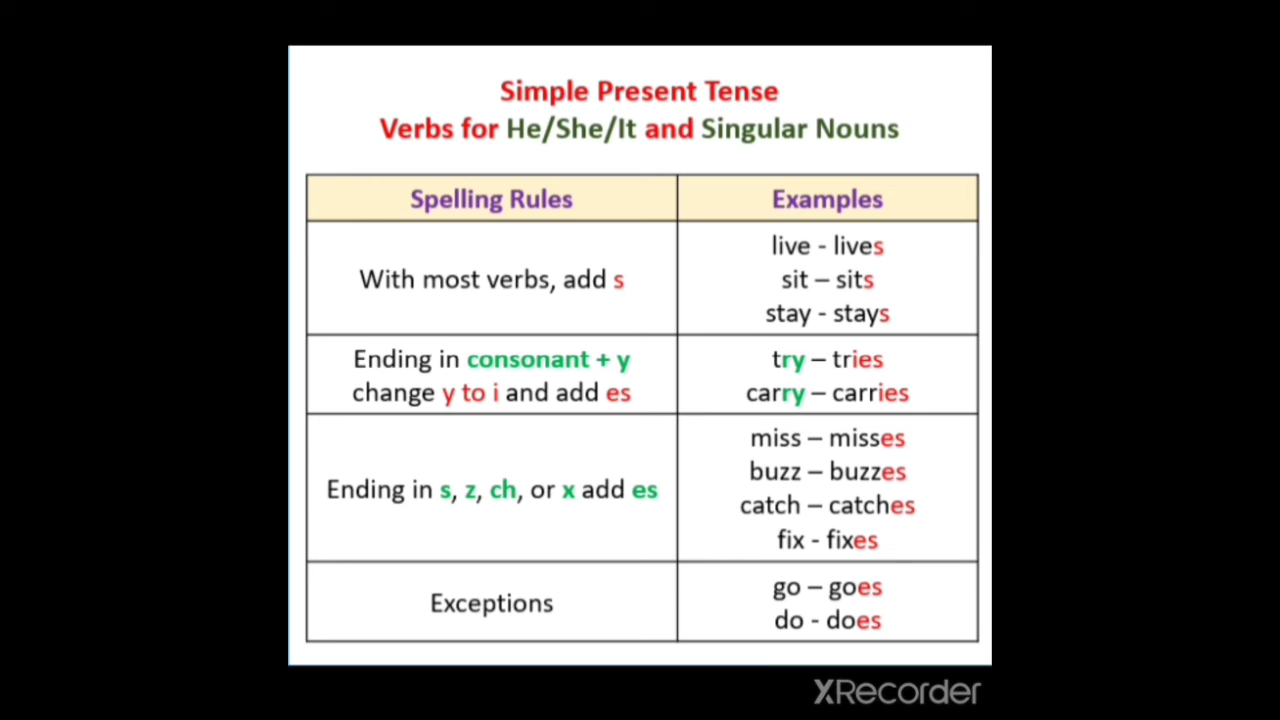 Simple Present Tense
Verbs for He/She/It and Singular Nouns
Spelling Rules
Examples
With most verbs, add s
live - lives
sit – sits
stay - stays
Ending in consonant + y
change y to i and add es
try – tries
carry – carries
Ending in s, z, ch, or x add es
miss – misses
buzz – buzzes
catch – catches
fix - fixes
Exceptions
go – goes
do - does
XRecorder